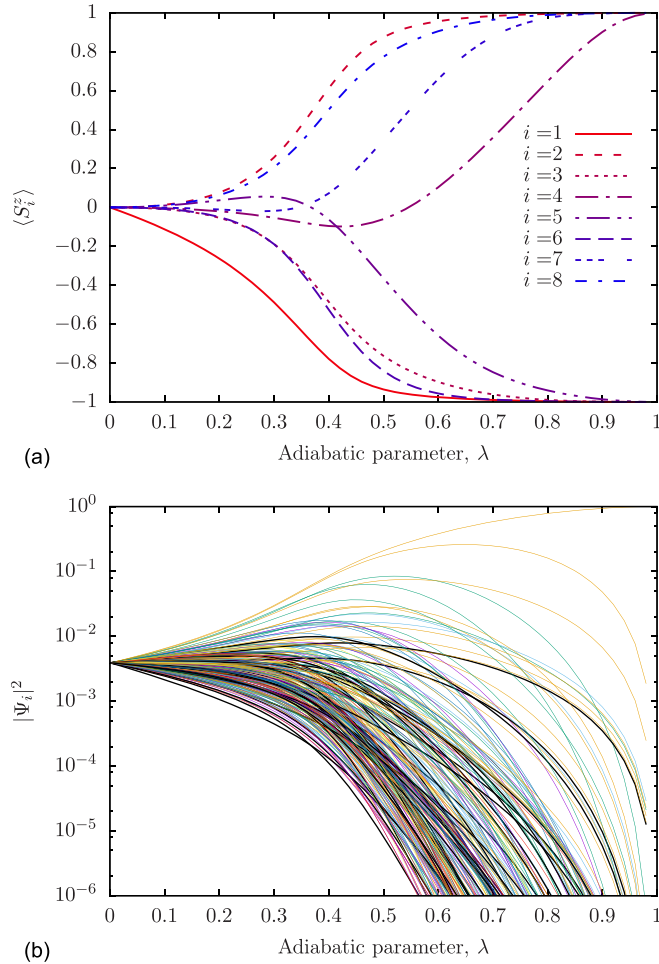 1
0.8
0.6
0.4
0.2
0
−0.2
−0.4
−0.6
−0.8
−1
⟨S_i^z⟩
i =1
i =2
i =3
i =4
i =5
i =6
i =7
i =8
0 0.1 0.2 0.3 0.4 0.5 0.6 0.7 0.8 0.9 1
(a) Adiabatic parameter, λ
10^0
10^−1
10^−2
10^−3
10^−4
10^−5
10^−6
|Ψ_i|^2
0 0.1 0.2 0.3 0.4 0.5 0.6 0.7 0.8 0.9 1
(b) Adiabatic parameter, λ